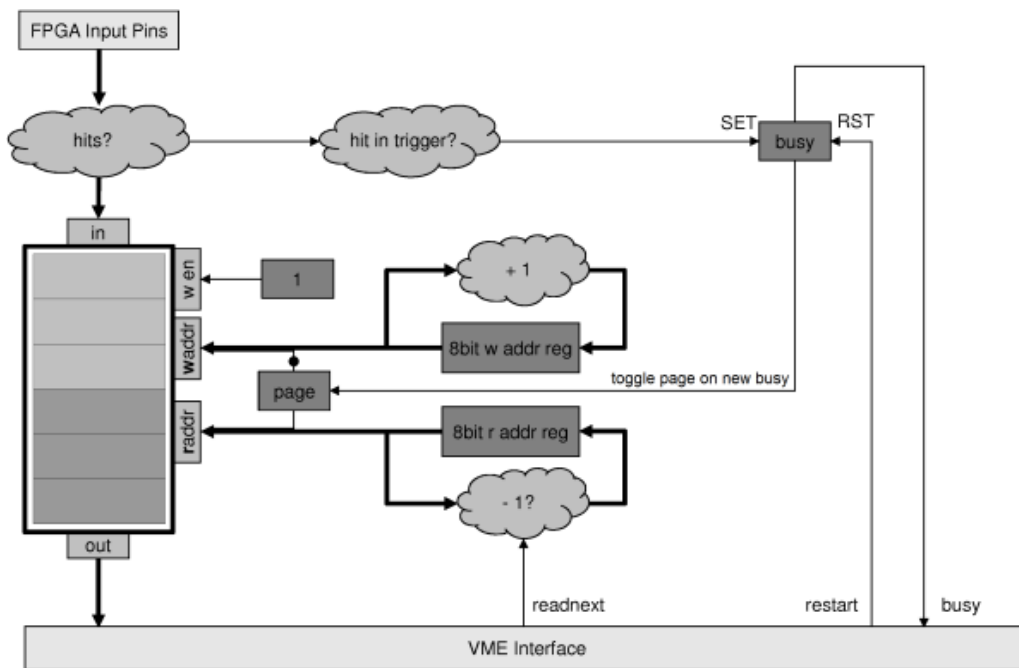 FPGA Input Pins
hits?
hit in trigger?
SET
RST
busy
in
w en
1
+ 1
waddr
8bit w addr reg
page
toggle page on new busy
raddr
8bit r addr reg
- 1?
out
readnext
restart
busy
VME Interface